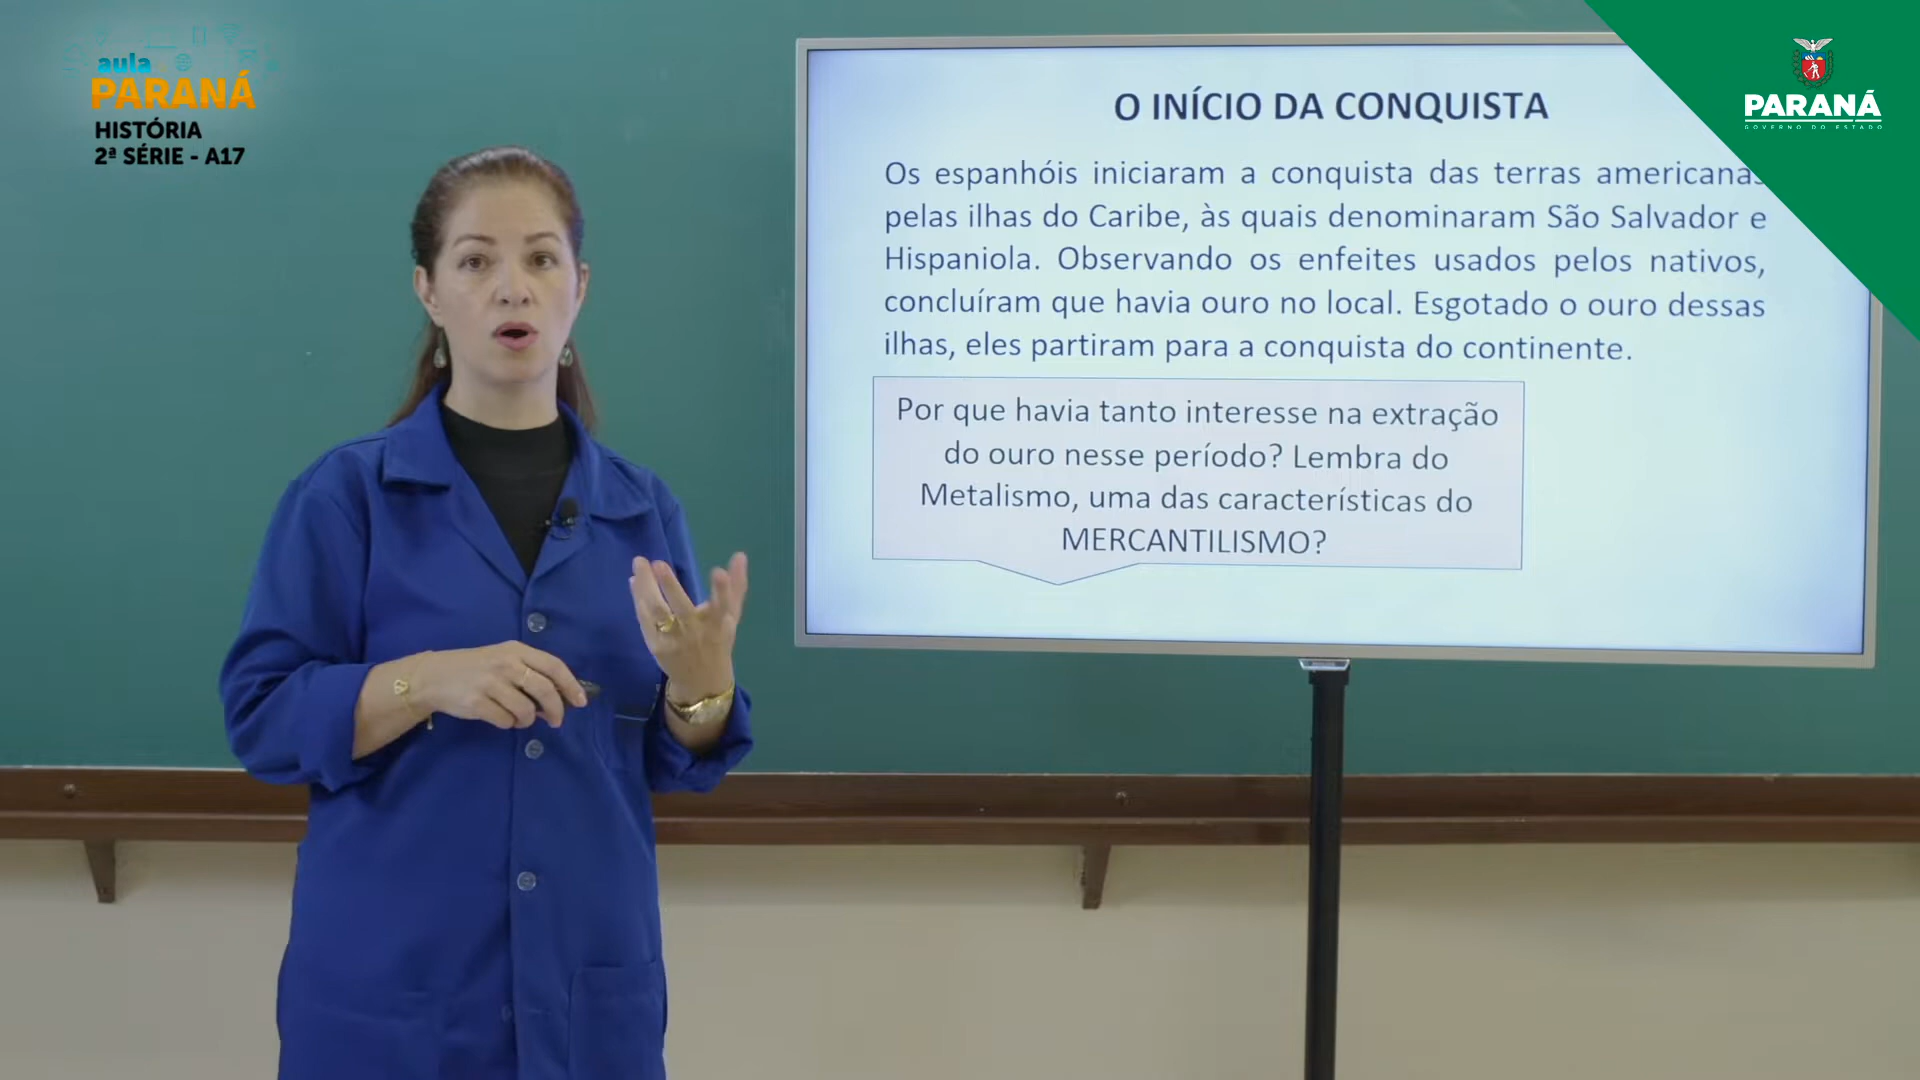 aula
PARANÁ
HISTÓRIA
2ª SÉRIE - A17
PARANÁ
GOVERNO DO ESTADO
O INÍCIO DA CONQUISTA
Os espanhóis iniciaram a conquista das terras americanas
pelas ilhas do Caribe, às quais denominaram São Salvador e
Hispaniola. Observando os enfeites usados pelos nativos,
concluíram que havia ouro no local. Esgotado o ouro dessas
ilhas, eles partiram para a conquista do continente.
Por que havia tanto interesse na extração
do ouro nesse período? Lembra do
Metalismo, uma das características do
MERCANTILISMO?